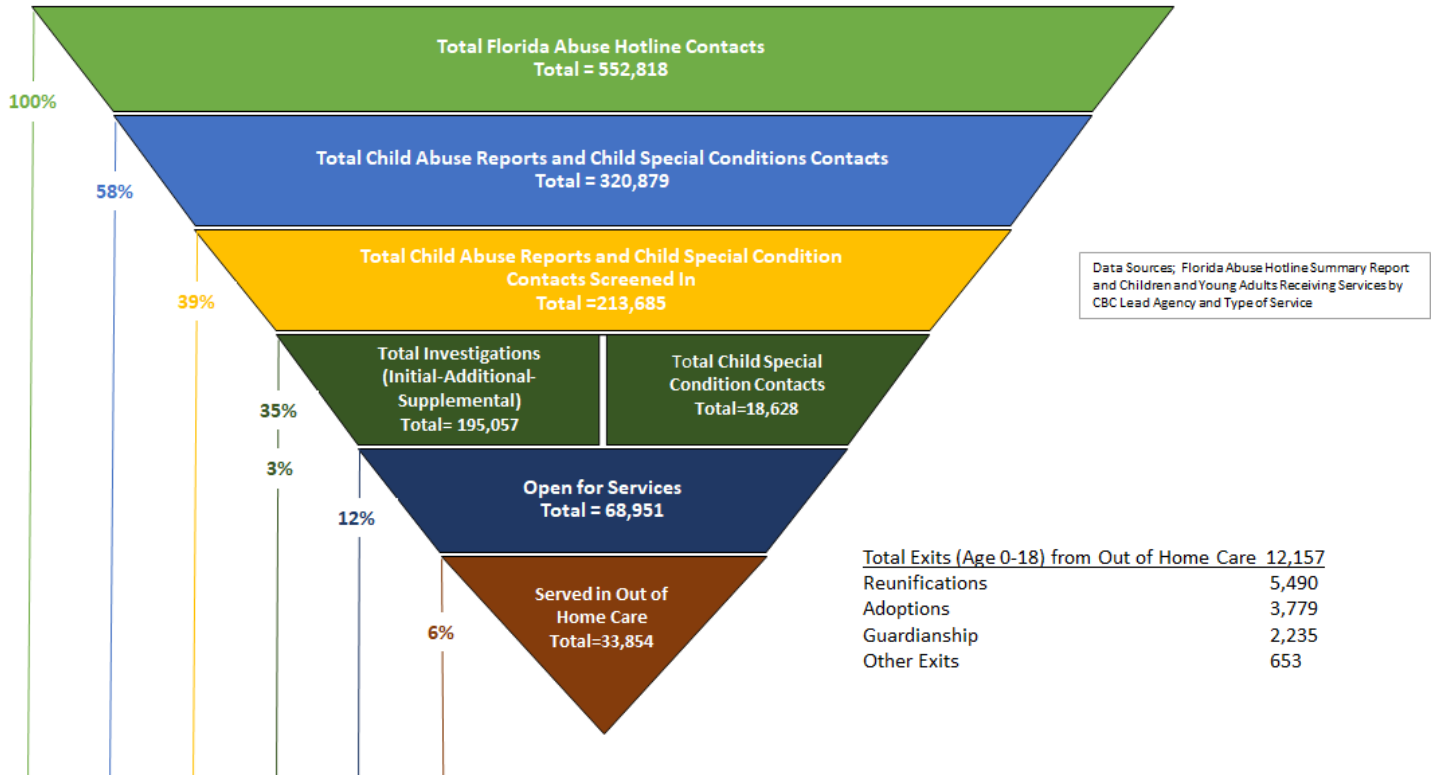 Total Florida Abuse Hotline Contacts
Total = 552,818
100%
Total Child Abuse Reports and Child Special Conditions Contacts
Total = 320,879
58%
Total Child Abuse Reports and Child Special Condition
Contacts Screened In
Total =213,685
39%
Data Sources; Florida Abuse Hotline Summary Report
and Children and Young Adults Receiving Services by
CBC Lead Agency and Type of Service
Total Investigations
(Initial-Additional-
Supplemental)
Total= 195,057
Total Child Special
Condition Contacts
Total=18,628
35%
3%
Open for Services
Total = 68,951
12%
Served in Out of
Home Care
Total=33,854
6%
Total Exits (Age 0-18) from Out of Home Care 12,157
Reunifications 5,490
Adoptions 3,779
Guardianship 2,235
Other Exits 653